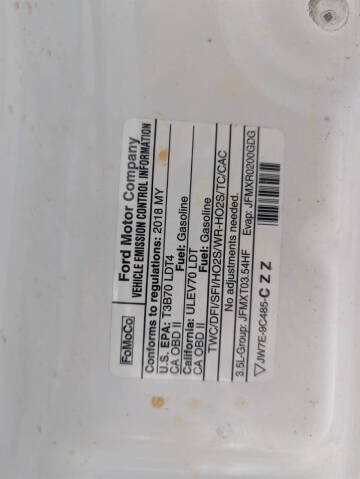 FoMoCo
Ford Motor Company
VEHICLE EMISSION CONTROL INFORMATION
Conforms to regulations: 2018 MY
U.S. EPA: T3B70 LDT4
CA OBD II Fuel: Gasoline
California: ULEV70 LDT
CA OBD II Fuel: Gasoline
TWC/DFI/SFI/HO2S/WR-HO2S/TC/CAC
No adjustments needed.
3.5L-Group: JFMXT03.54HF Evap: JFMXR0200GDG
▽JW7E-9C485-CZZ